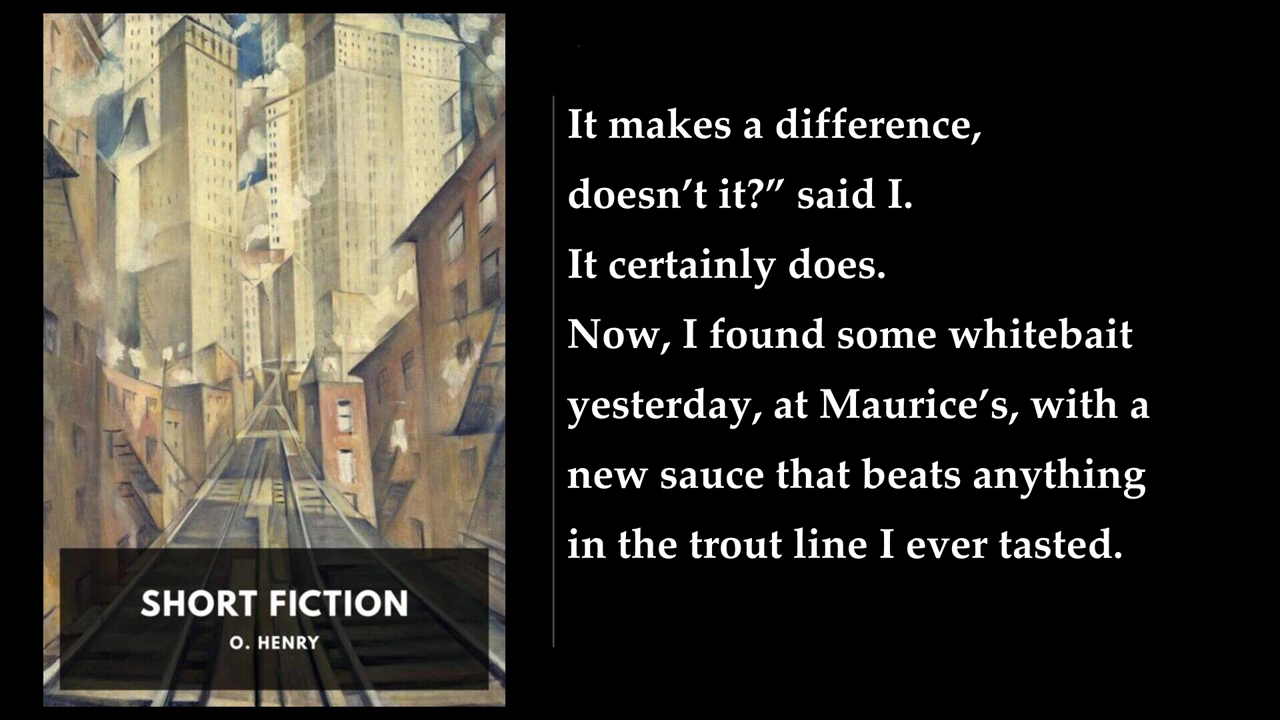 SHORT FICTION
O. HENRY
It makes a difference,
doesn’t it?” said I.
It certainly does.
Now, I found some whitebait
yesterday, at Maurice’s, with a
new sauce that beats anything
in the trout line I ever tasted.